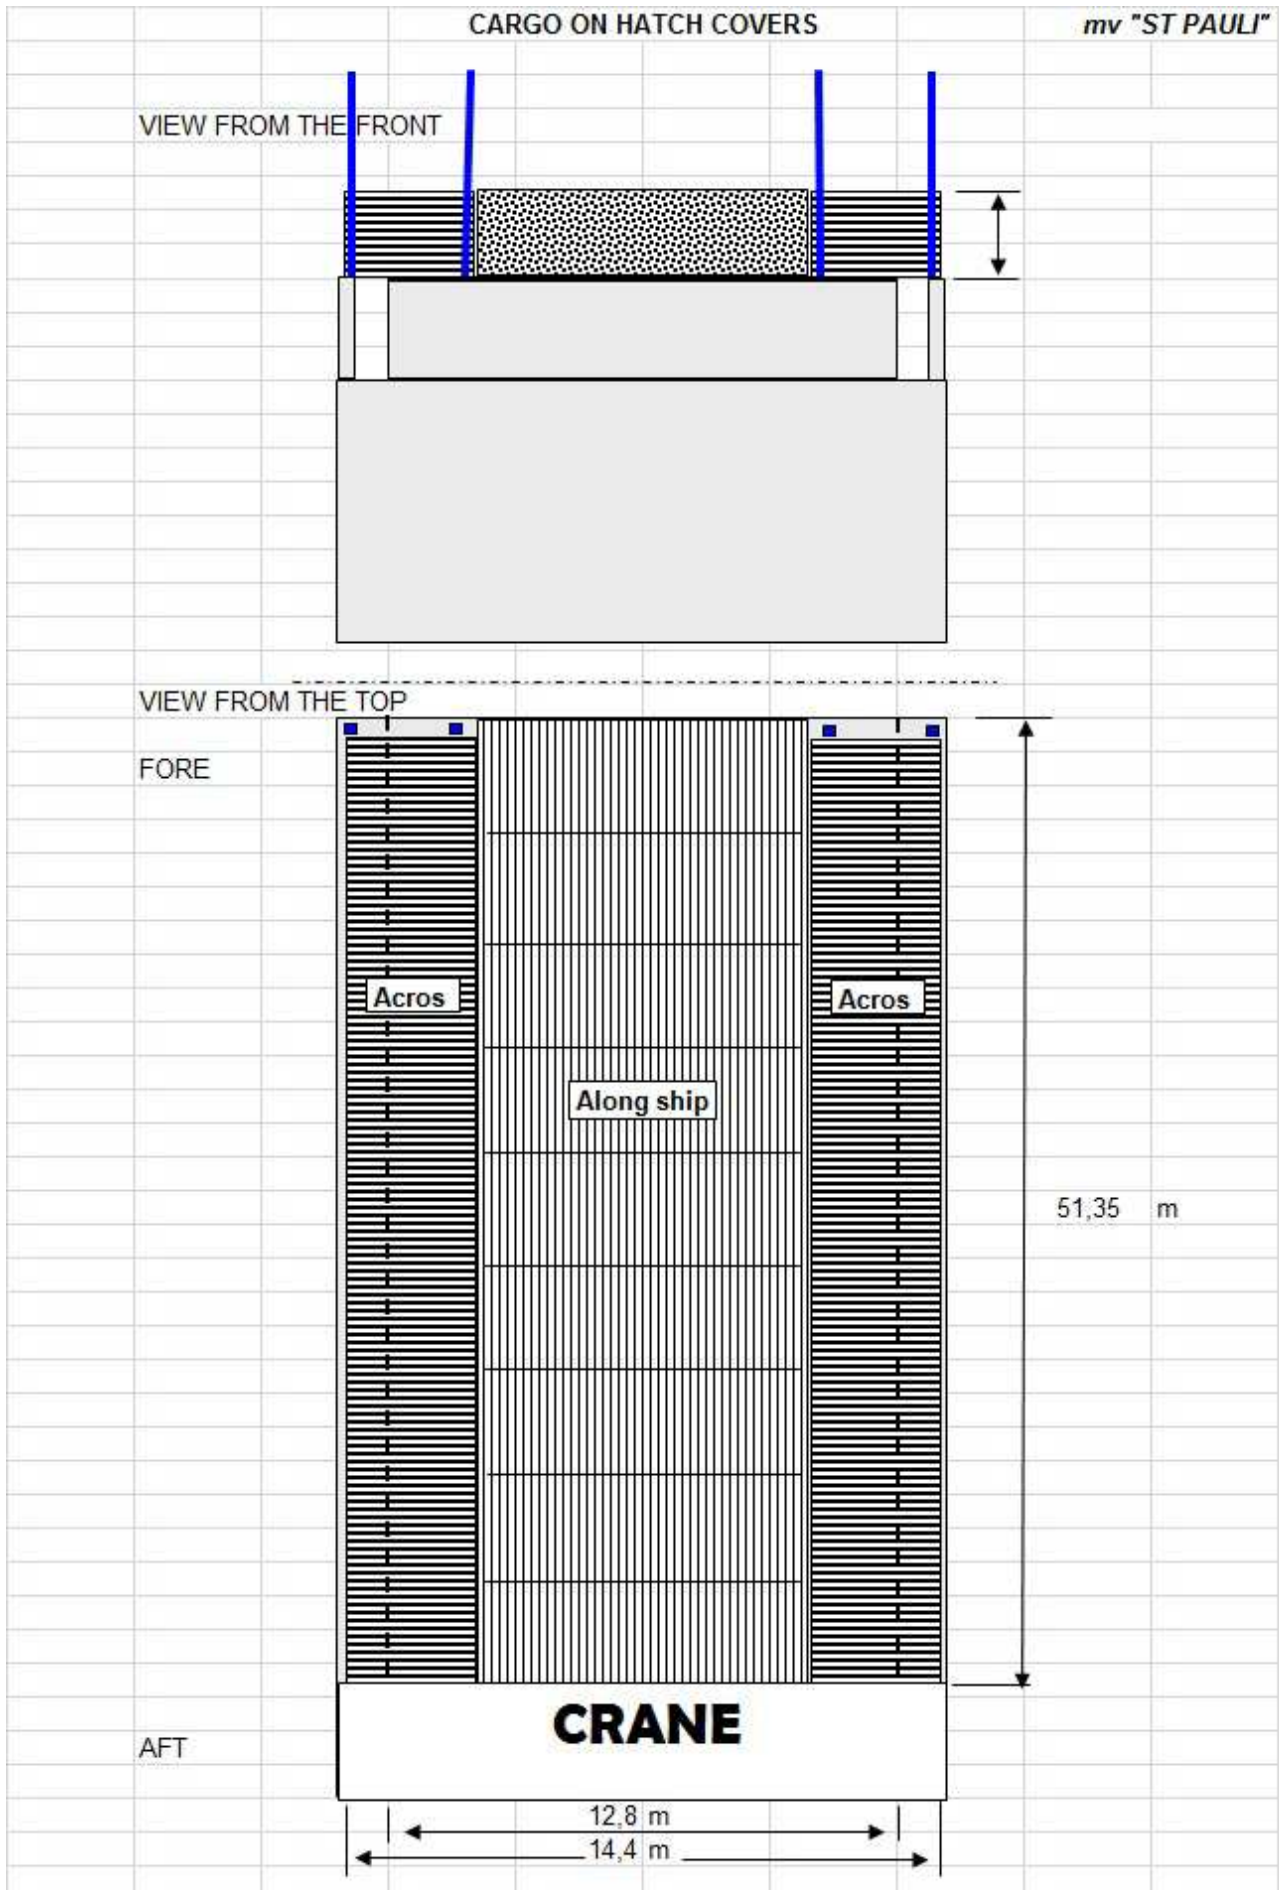 CARGO ON HATCH COVERS mv "ST PAULI"
VIEW FROM THE FRONT
VIEW FROM THE TOP
FORE
Acros
Acros
Along ship
51,35 m
CRANE
AFT
12,8 m
14,4 m